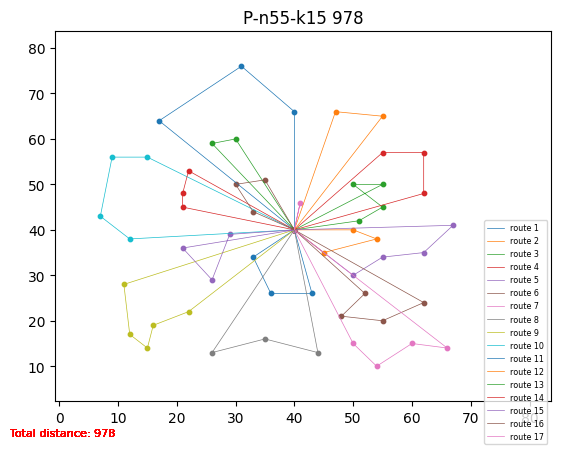 P-n55-k15 978
80
70
60
50
40
30
20
10
0
10
20
30
40
50
60
70
route 1
route 2
route 3
route 4
route 5
route 6
route 7
route 8
route 9
route 10
route 11
route 12
route 13
route 14
route 15
route 16
route 17
Total distance: